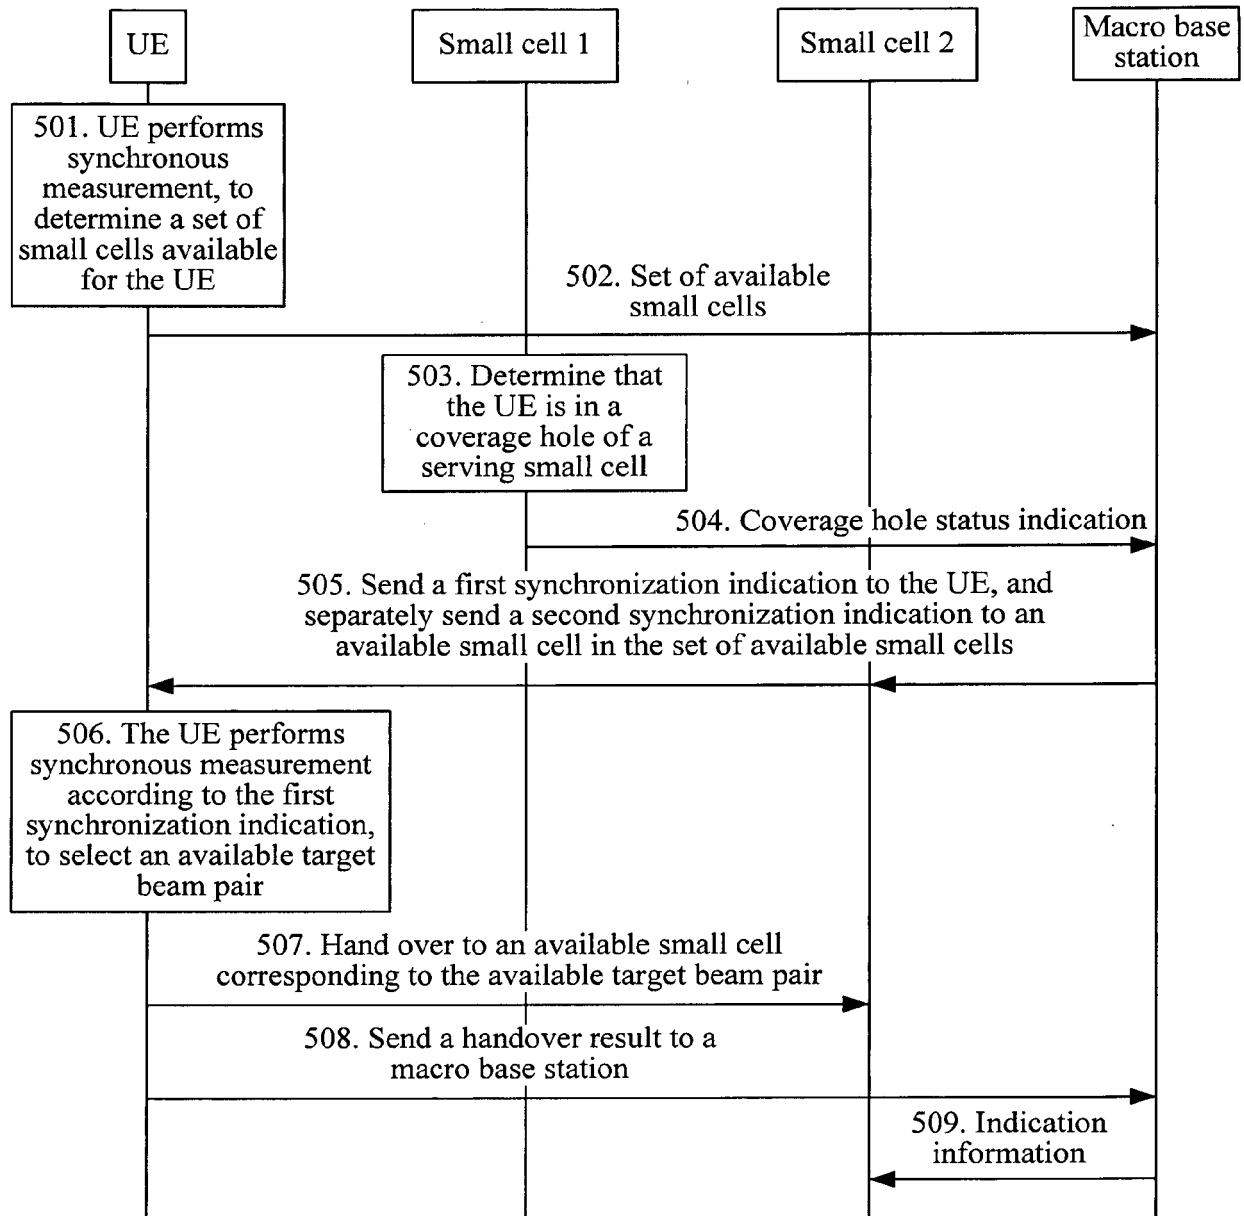 UE
Small cell 1
Small cell 2
Macro base
station
501. UE performs
synchronous
measurement, to
determine a set of
small cells available
for the UE
502. Set of available
small cells
503. Determine that
the UE is in a
coverage hole of a
serving small cell
504. Coverage hole status indication
505. Send a first synchronization indication to the UE, and
separately send a second synchronization indication to an
available small cell in the set of available small cells
506. The UE performs
synchronous measurement
according to the first
synchronization indication,
to select an available target
beam pair
507. Hand over to an available small cell
corresponding to the available target beam pair
508. Send a handover result to a
macro base station
509. Indication
information